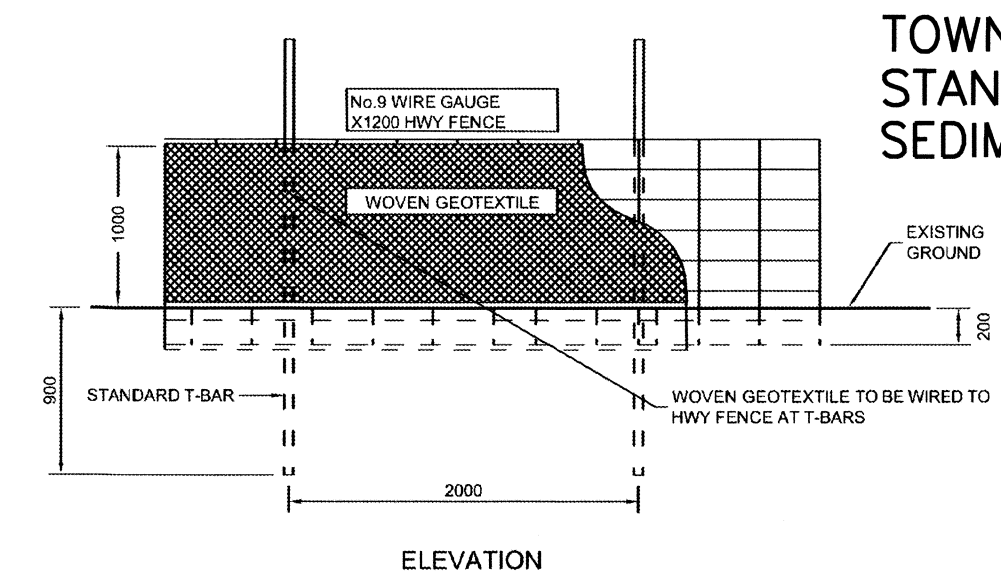 TOWN
STAN
SEDIM
No.9 WIRE GAUGE
X1200 HWY FENCE
WOVEN GEOTEXTILE
1000
EXISTING
GROUND
200
900
STANDARD T-BAR
WOVEN GEOTEXTILE TO BE WIRED TO
HWY FENCE AT T-BARS
2000
ELEVATION